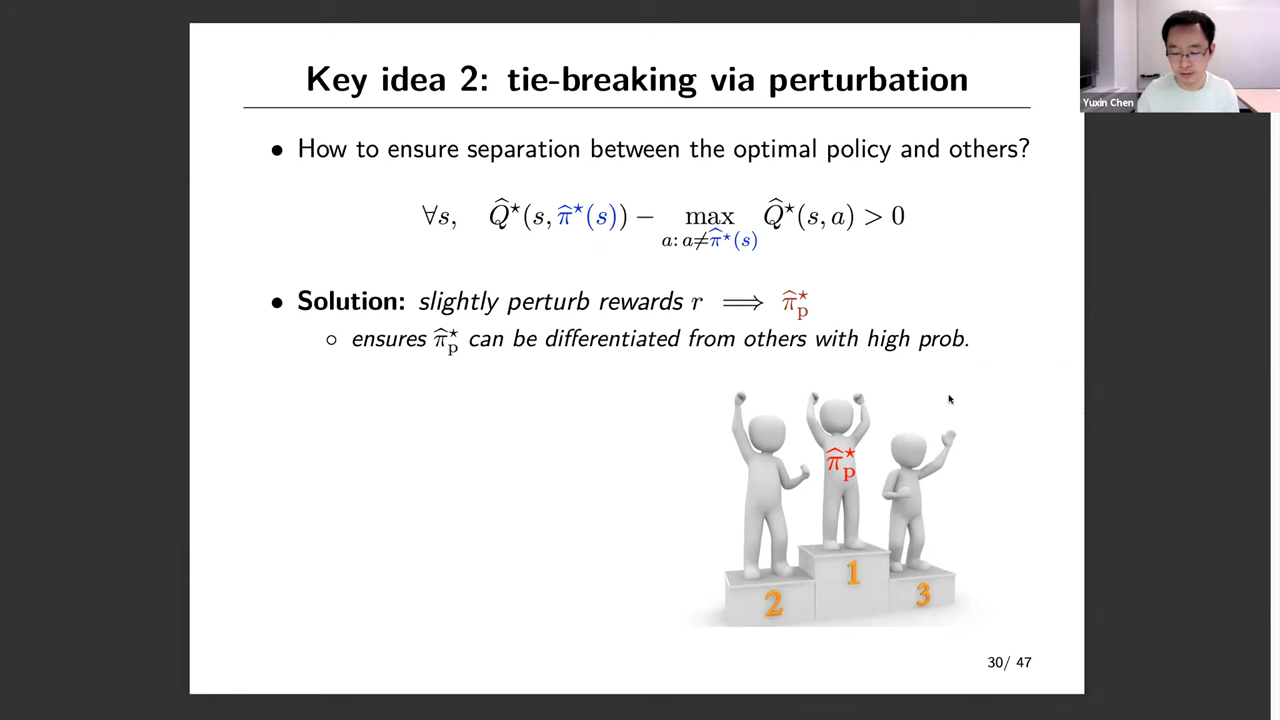 Key idea 2: tie-breaking via perturbation
Yuxin Chen
• How to ensure separation between the optimal policy and others?
∀s, Q̂⋆(s, π̂⋆(s)) − max_{a: a≠π̂⋆(s)} Q̂⋆(s, a) > 0
• Solution: slightly perturb rewards r ⟹ π̂⋆p
○ ensures π̂⋆p can be differentiated from others with high prob.
π̂⋆p
2 1 3
30/ 47